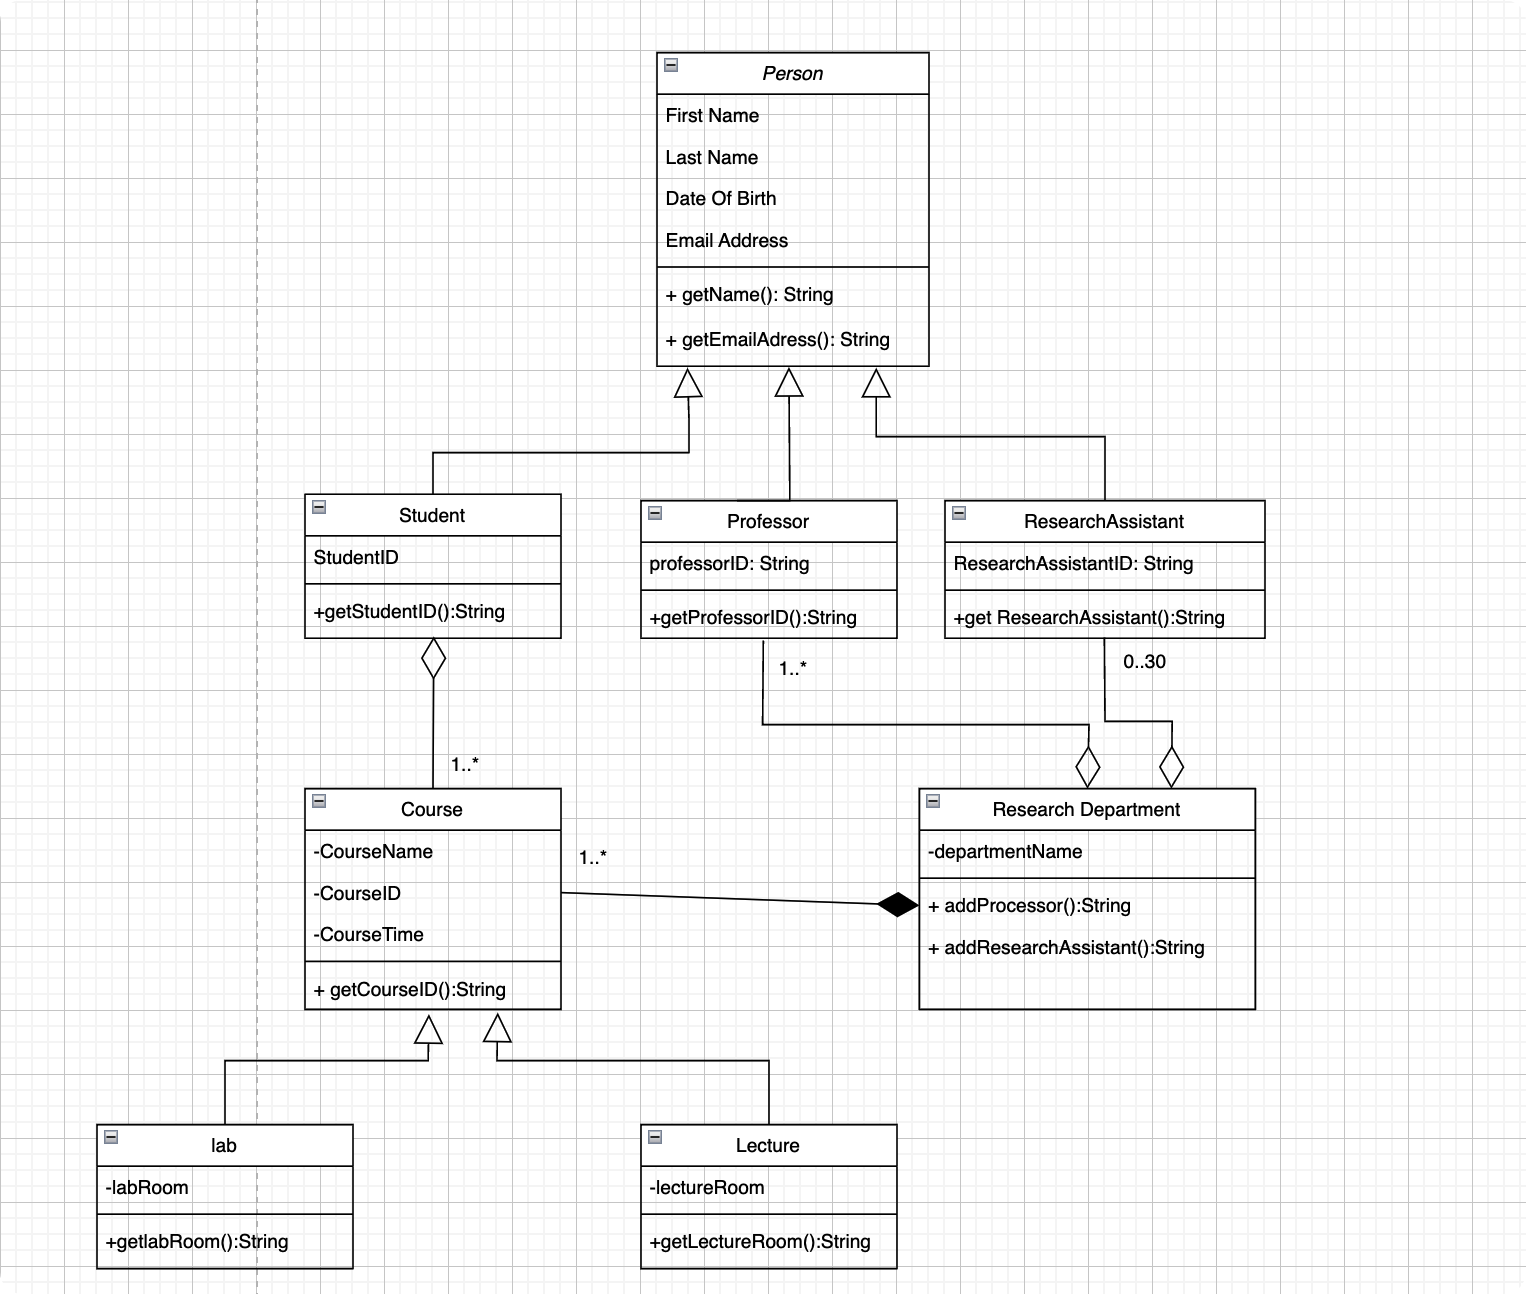 Person
First Name
Last Name
Date Of Birth
Email Address
+ getName(): String
+ getEmailAdress(): String
Student
StudentID
+getStudentID():String
Professor
professorID: String
+getProfessorID():String
ResearchAssistant
ResearchAssistantID: String
+get ResearchAssistant():String
1..*
0..30
1..*
Course
-CourseName
-CourseID
-CourseTime
+ getCourseID():String
1..*
Research Department
-departmentName
+ addProcessor():String
+ addResearchAssistant():String
lab
-labRoom
+getlabRoom():String
Lecture
-lectureRoom
+getLectureRoom():String